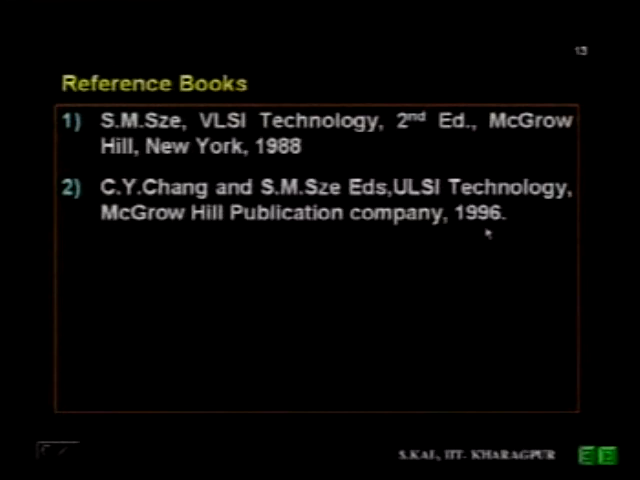 13
Reference Books
1) S.M.Sze, VLSI Technology, 2nd Ed., McGrow
Hill, New York, 1988
2) C.Y.Chang and S.M.Sze Eds,ULSI Technology,
McGrow Hill Publication company, 1996.
S.KAL, IIT- KHARAGPUR